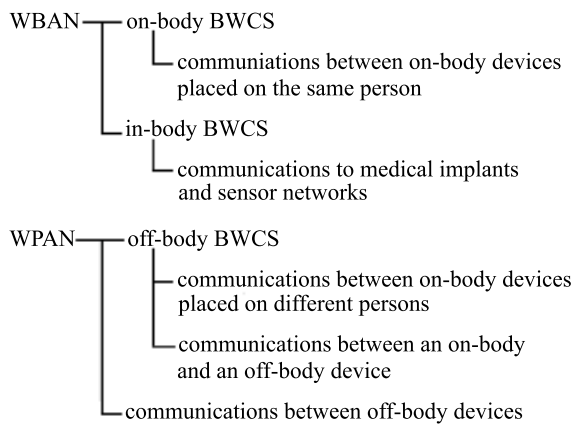 WBAN on-body BWCS
communiations between on-body devices
placed on the same person
in-body BWCS
communications to medical implants
and sensor networks
WPAN off-body BWCS
communications between on-body devices
placed on different persons
communications between an on-body
and an off-body device
communications between off-body devices